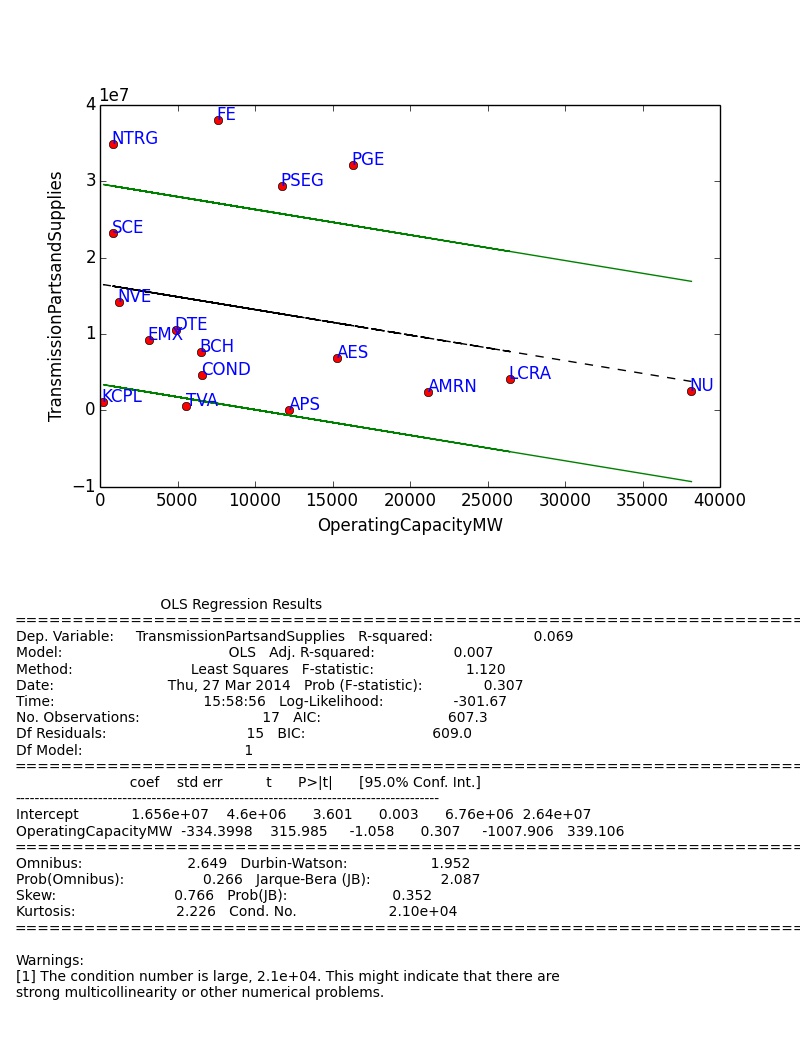 1e7
4
3
2
1
0
−1
TransmissionPartsandSupplies
FE
NTRG
PGE
PSEG
SCE
NVE
DTE
EMX
BCH
AES
COND
LCRA
AMRN
NU
KCPL
TVA
APS
0 5000 10000 15000 20000 25000 30000 35000 40000
OperatingCapacityMW
OLS Regression Results
==============================================================================
Dep. Variable: TransmissionPartsandSupplies R-squared: 0.069
Model: OLS Adj. R-squared: 0.007
Method: Least Squares F-statistic: 1.120
Date: Thu, 27 Mar 2014 Prob (F-statistic): 0.307
Time: 15:58:56 Log-Likelihood: -301.67
No. Observations: 17 AIC: 607.3
Df Residuals: 15 BIC: 609.0
Df Model: 1
==============================================================================
coef std err t P>|t| [95.0% Conf. Int.]
------------------------------------------------------------------------------
Intercept 1.656e+07 4.6e+06 3.601 0.003 6.76e+06 2.64e+07
OperatingCapacityMW -334.3998 315.985 -1.058 0.307 -1007.906 339.106
==============================================================================
Omnibus: 2.649 Durbin-Watson: 1.952
Prob(Omnibus): 0.266 Jarque-Bera (JB): 2.087
Skew: 0.766 Prob(JB): 0.352
Kurtosis: 2.226 Cond. No. 2.10e+04
==============================================================================
Warnings:
[1] The condition number is large, 2.1e+04. This might indicate that there are
strong multicollinearity or other numerical problems.